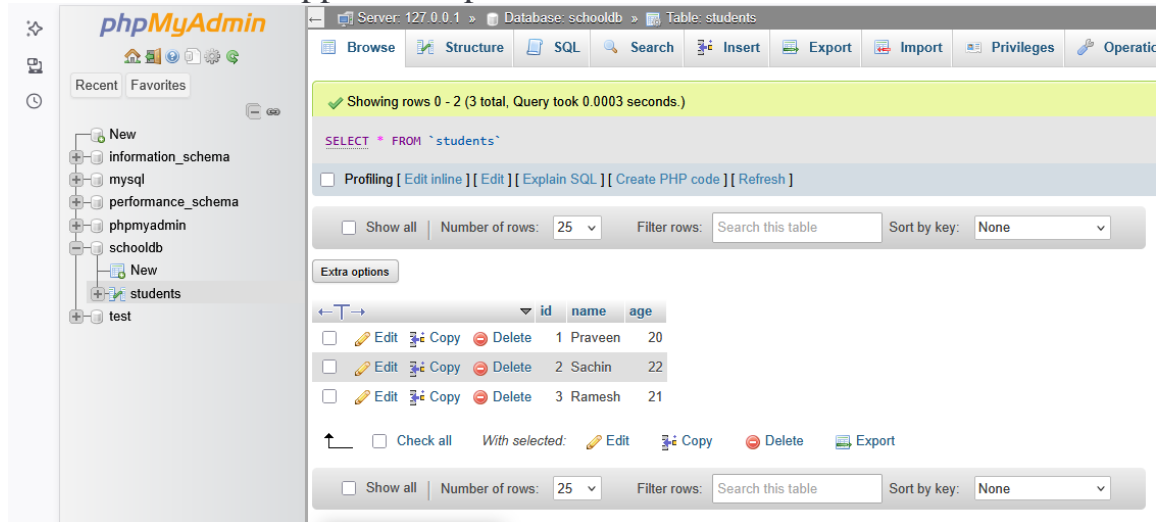 phpMyAdmin
Recent Favorites
New
information_schema
mysql
performance_schema
phpmyadmin
schooldb
New
students
test
Server: 127.0.0.1 » Database: schooldb » Table: students
Browse Structure SQL Search Insert Export Import Privileges Operatio
Showing rows 0 - 2 (3 total, Query took 0.0003 seconds.)
SELECT * FROM `students`
Profiling [ Edit inline ] [ Edit ] [ Explain SQL ] [ Create PHP code ] [ Refresh ]
Show all | Number of rows: 25 Filter rows: Search this table Sort by key: None
Extra options
←T→ id name age
Edit Copy Delete 1 Praveen 20
Edit Copy Delete 2 Sachin 22
Edit Copy Delete 3 Ramesh 21
Check all With selected: Edit Copy Delete Export
Show all | Number of rows: 25 Filter rows: Search this table Sort by key: None